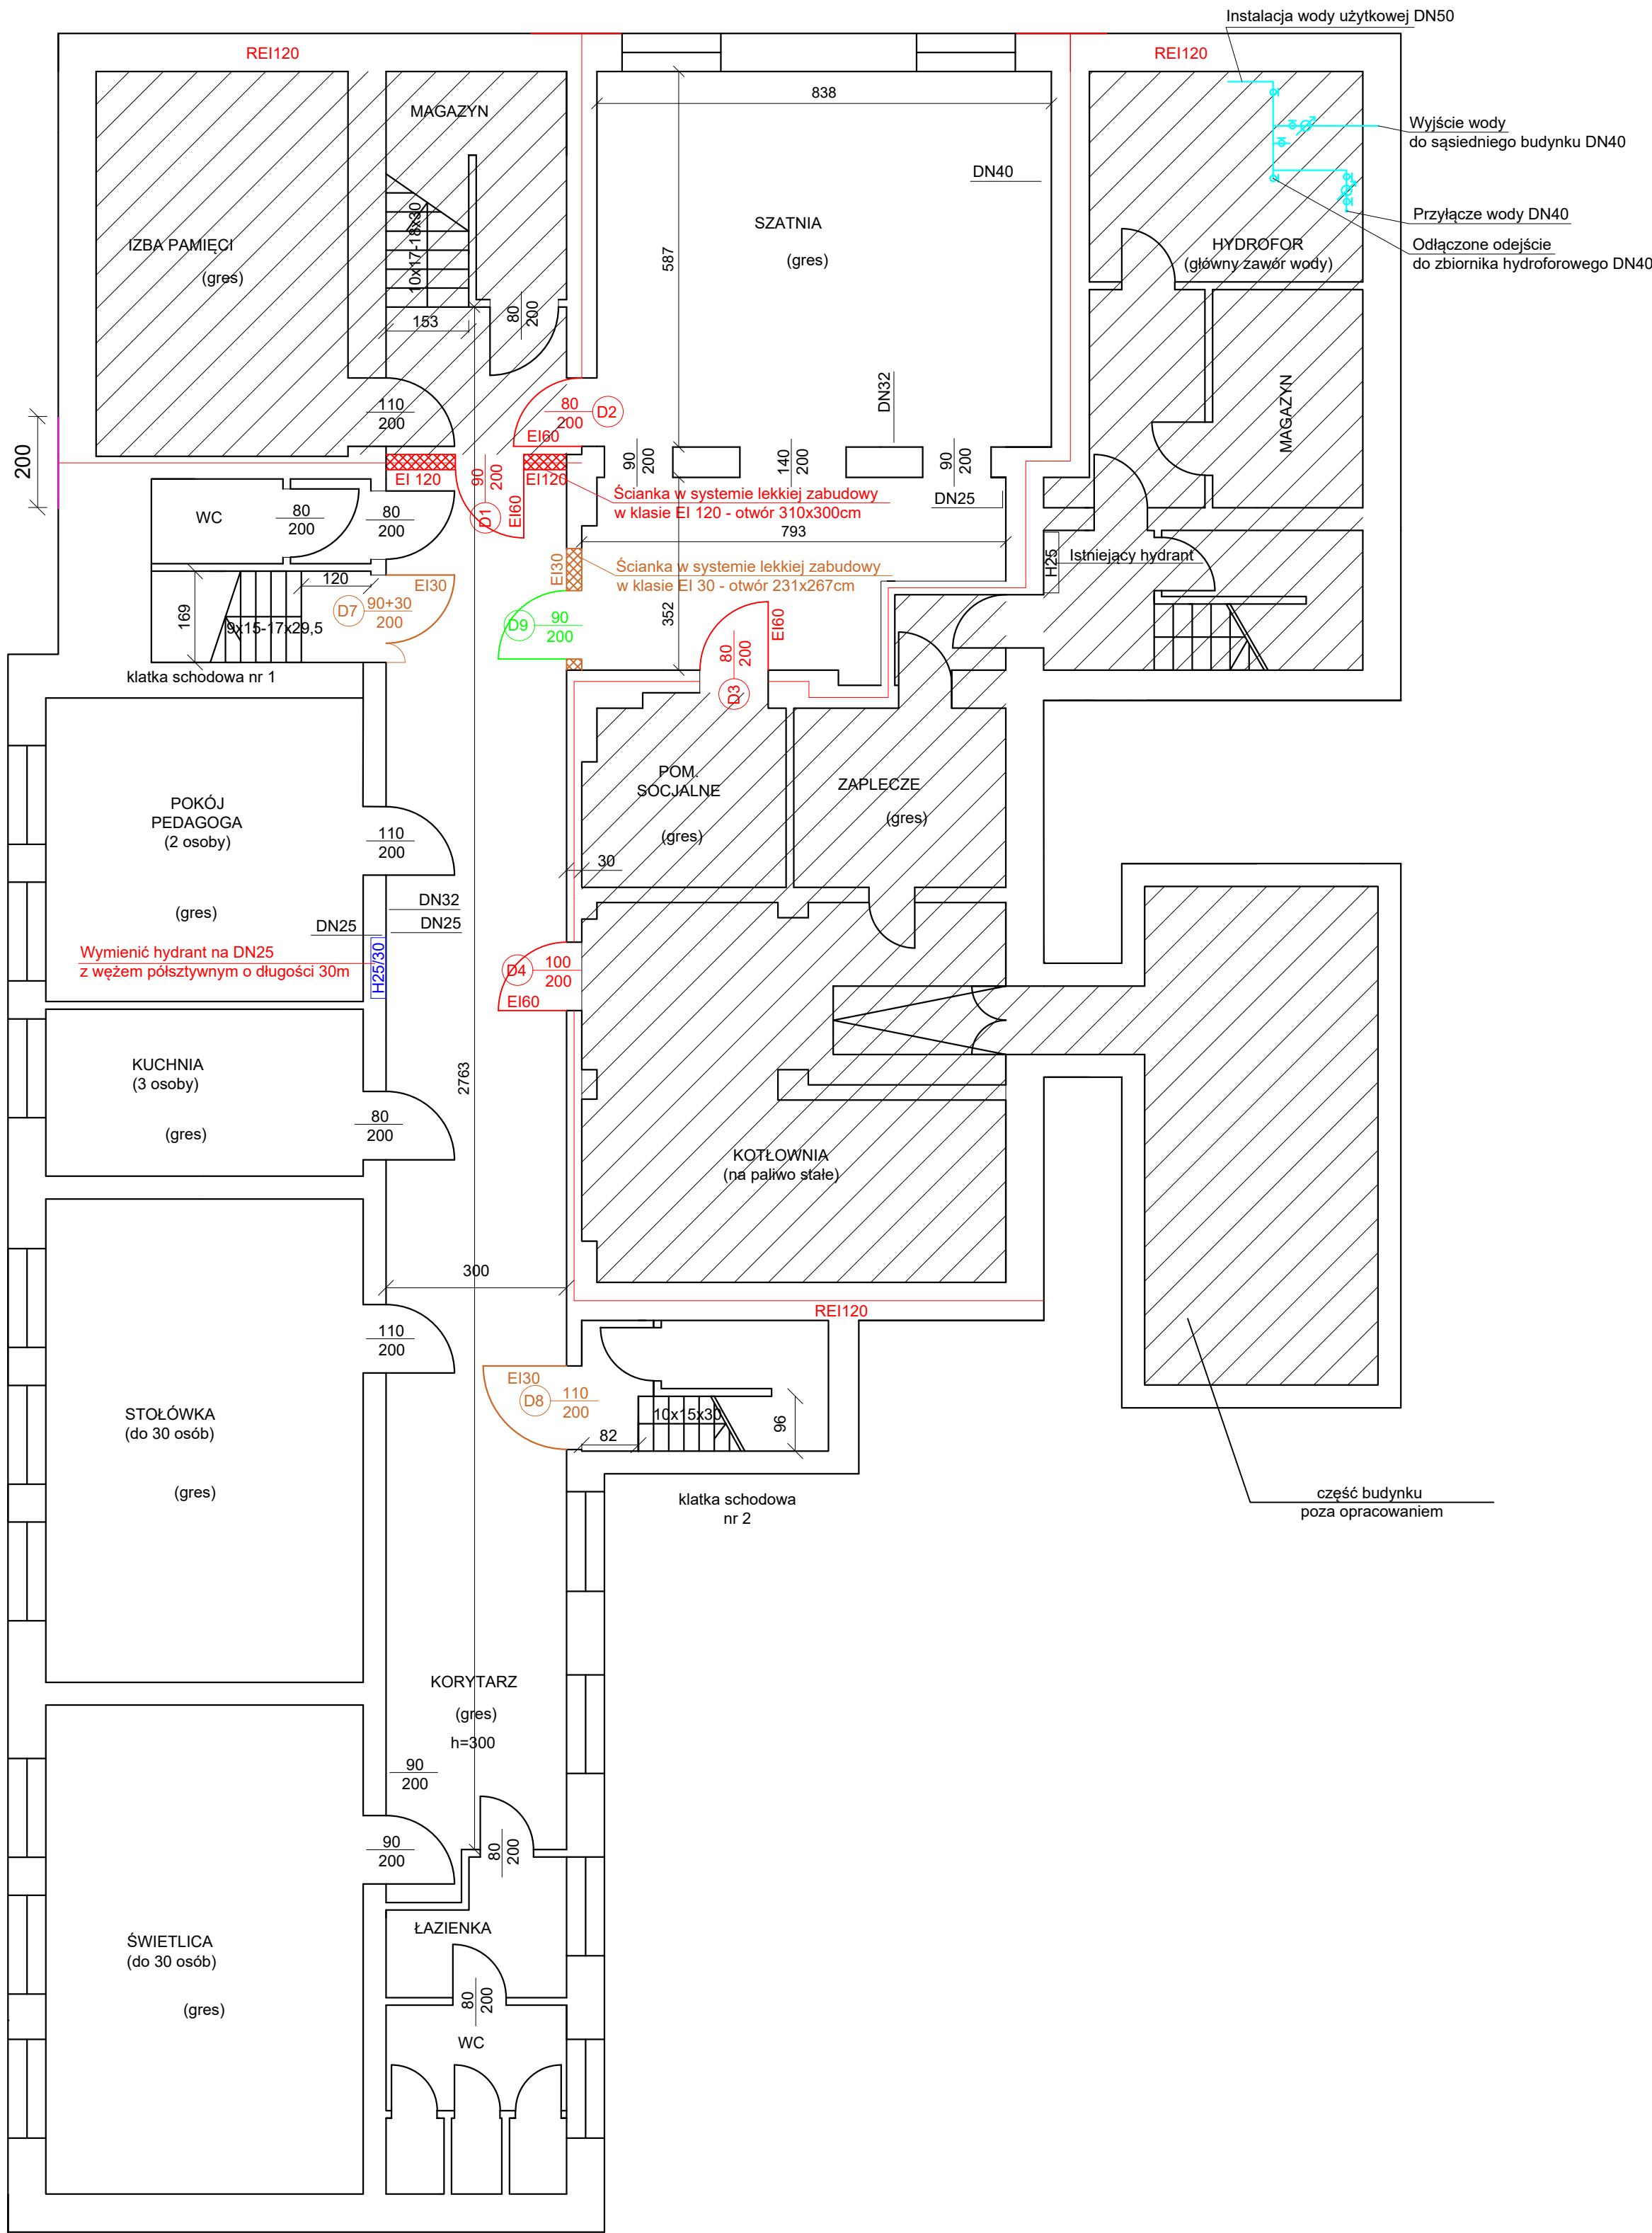 Instalacja wody użytkowej DN50
REI120
REI120
MAGAZYN
838
Wyjście wody
do sąsiedniego budynku DN40
DN40
IZBA PAMIĘCI
(gres)
10x17-18x30
SZATNIA
(gres)
587
HYDROFOR
(główny zawór wody)
Przyłącze wody DN40
Odłączone odejście
do zbiornika hydroforowego DN40
153
80
200
110
200
80
200
D2
EI60
DN32
MAGAZYN
200
EI 120
90
200
EI120
D1
EI60
90
200
140
200
90
200
Ścianka w systemie lekkiej zabudowy
w klasie EI 120 - otwór 310x300cm
DN25
WC
80
200
80
200
793
H25
Istniejący hydrant
EI30
Ścianka w systemie lekkiej zabudowy
w klasie EI 30 - otwór 231x267cm
120
EI30
D7
90+30
200
169
9x15-17x29,5
D9
90
200
352
80
200
EI60
D3
klatka schodowa nr 1
POM.
SOCJALNE
(gres)
ZAPLECZE
(gres)
POKÓJ
PEDAGOGA
(2 osoby)
(gres)
110
200
30
DN32
DN25
DN25
Wymienić hydrant na DN25
z wężem półsztywnym o długości 30m
H25/30
D4
100
200
EI60
KUCHNIA
(3 osoby)
(gres)
2763
80
200
KOTŁOWNIA
(na paliwo stałe)
300
REI120
110
200
EI30
D8
110
200
STOŁÓWKA
(do 30 osób)
(gres)
10x15x30
96
82
klatka schodowa
nr 2
część budynku
poza opracowaniem
KORYTARZ
(gres)
h=300
90
200
90
200
80
200
ŁAZIENKA
ŚWIETLICA
(do 30 osób)
(gres)
80
200
WC